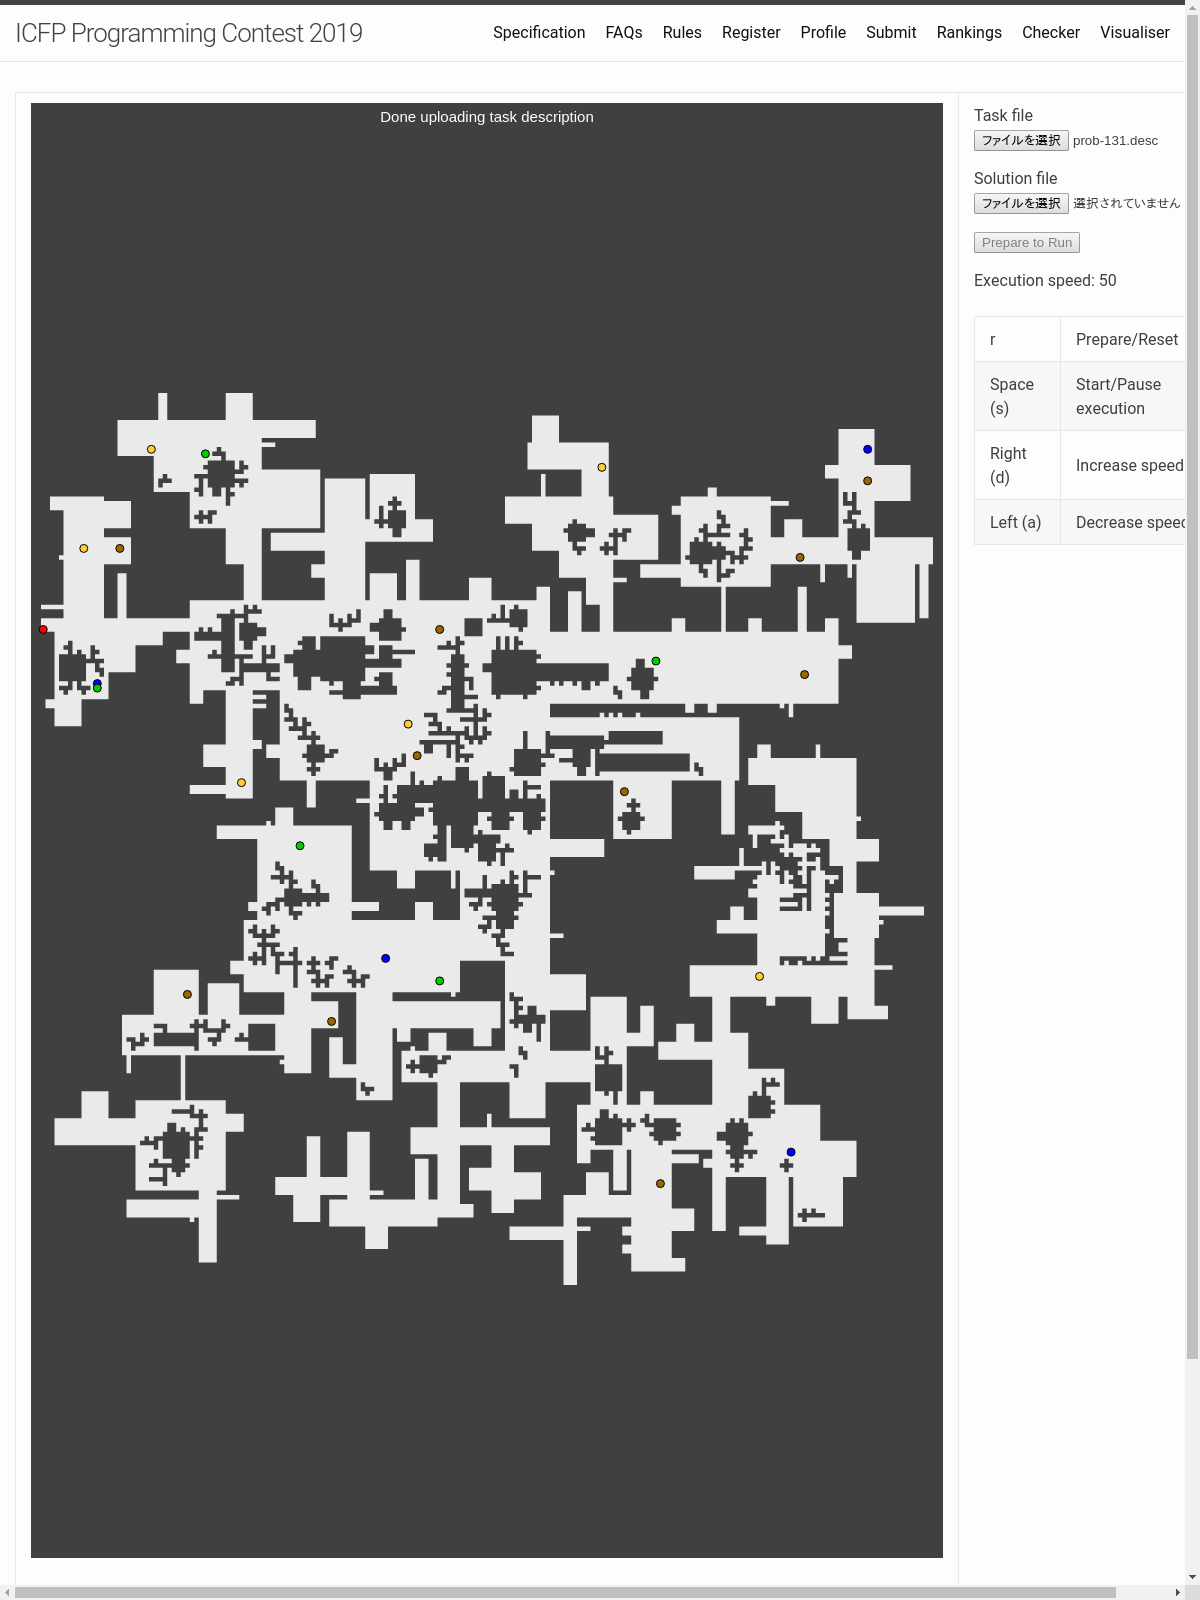 ICFP Programming Contest 2019
Specification FAQs Rules Register Profile Submit Rankings Checker Visualiser
Done uploading task description
Task file
ファイルを選択 prob-131.desc
Solution file
ファイルを選択 選択されていません
Prepare to Run
Execution speed: 50
r Prepare/Reset
Space (s) Start/Pause execution
Right (d) Increase speed
Left (a) Decrease speed